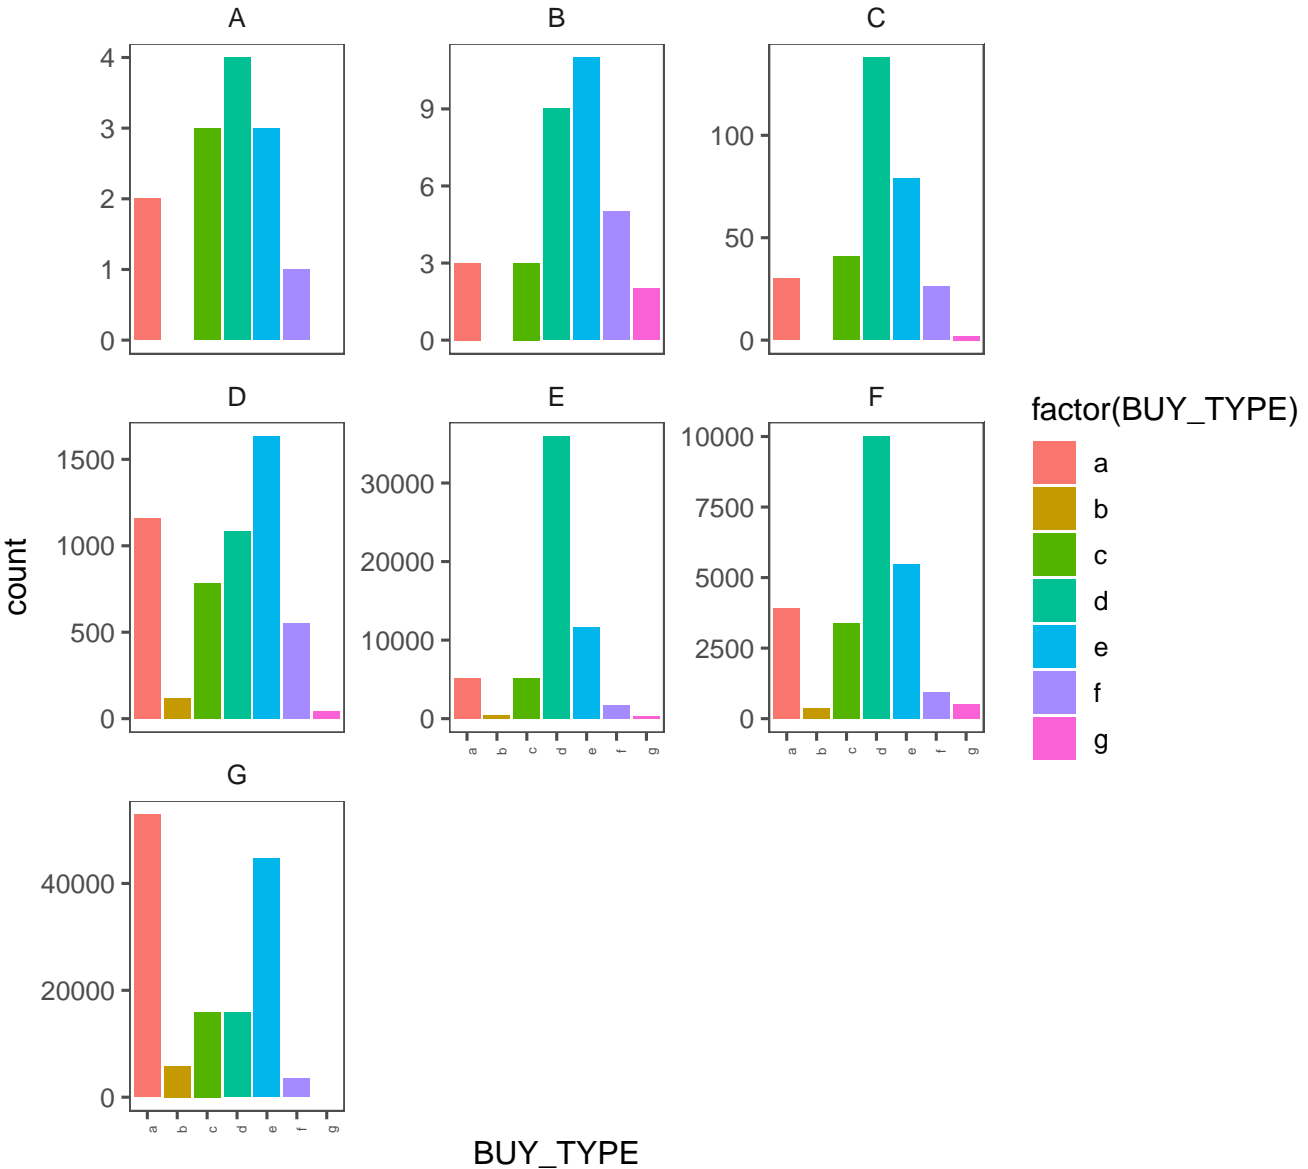 A
B
C
4
3
2
1
0
9
6
3
0
100
50
0
D
E
F
1500
1000
500
0
30000
20000
10000
0
10000
7500
5000
2500
0
a b c d e f g
a b c d e f g
count
factor(BUY_TYPE)
a
b
c
d
e
f
g
G
40000
20000
0
a b c d e f g
BUY_TYPE